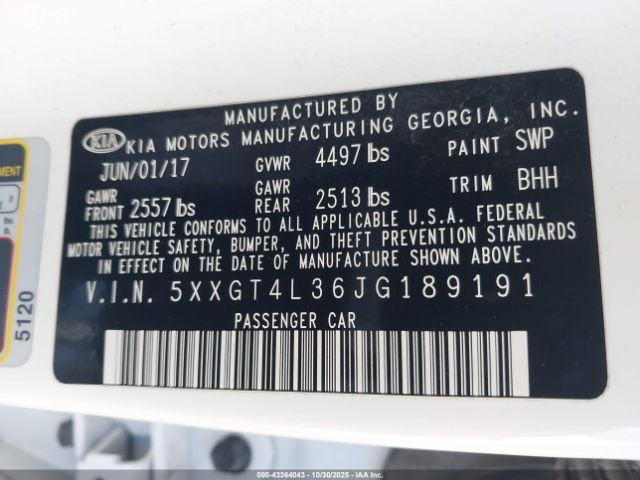 MANUFACTURED BY
KIA KIA MOTORS MANUFACTURING GEORGIA, INC.
JUN/01/17 GVWR 4497 lbs PAINT SWP
GAWR FRONT 2557 lbs GAWR REAR 2513 lbs TRIM BHH
THIS VEHICLE CONFORMS TO ALL APPLICABLE U.S.A. FEDERAL
MOTOR VEHICLE SAFETY, BUMPER, AND THEFT PREVENTION STANDARDS
IN EFFECT ON THE DATE OF MANUFACTURE SHOWN ABOVE.
V.I.N. 5XXGT4L36JG189191
PASSENGER CAR
5120
000-43364043 | 10/30/2025 - COPART